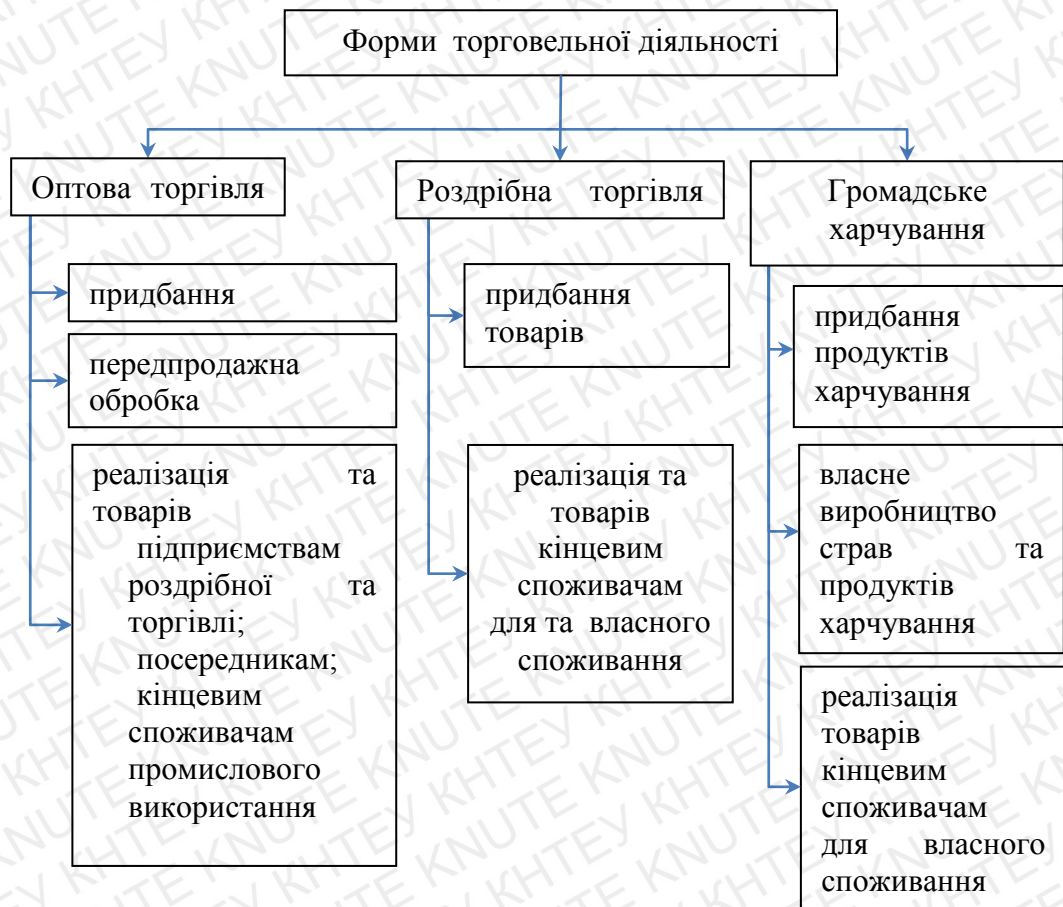 Форми торговельної діяльності
Оптова торгівля
придбання
передпродажна
обробка
реалізація та
товарів
підприємствам
роздрібної та
торгівлі;
посередникам;
кінцевим
споживачам
промислового
використання
Роздрібна торгівля
придбання
товарів
реалізація та
товарів
кінцевим
споживачам
для та власного
споживання
Громадське
харчування
придбання
продуктів
харчування
власне
виробництво
страв та
продуктів
харчування
реалізація
товарів
кінцевим
споживачам
для власного
споживання